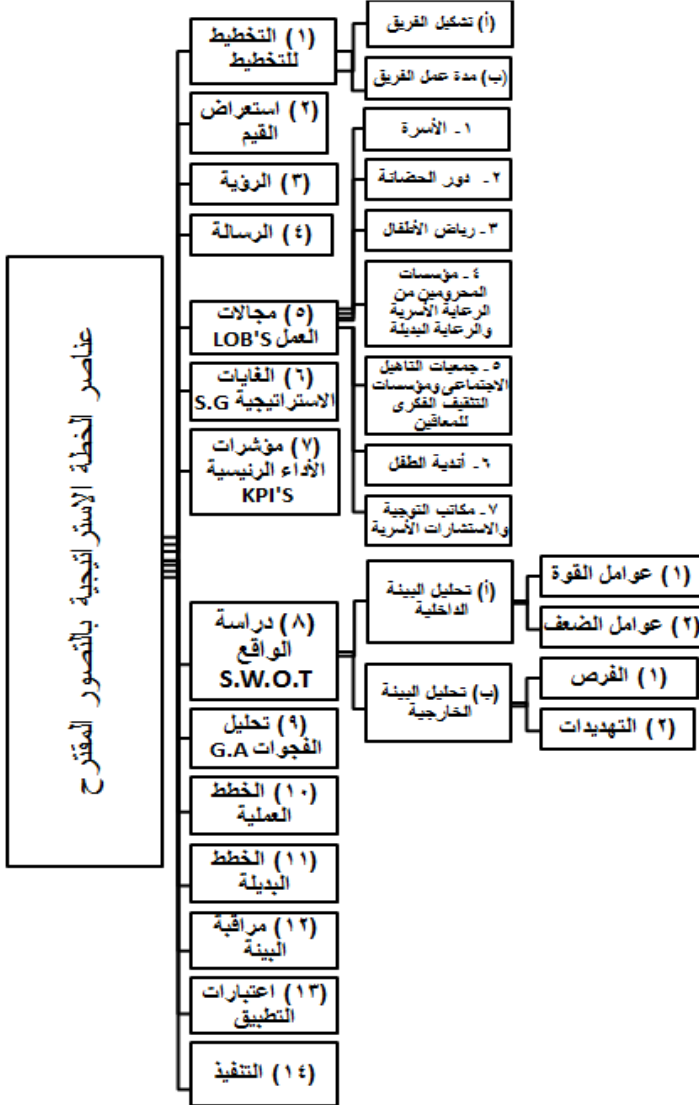 عناصر الخطة الاستراتيجية بالتصور المقترح
(١) التخطيط
للتخطيط
(أ) تشكيل الفريق
(ب) مدة عمل الفريق
(٢) استعراض
القيم
(٣) الرؤية
(٤) الرسالة
(٥) مجالات
العمل LOB'S
١- الأسرة
٢- دور الحضانة
٣- رياض الأطفال
٤- مؤسسات
المحرومين من
الرعاية الأسرية
والرعاية البديلة
٥- جمعيات التاهيل
الاجتماعى ومؤسسات
التثقيف الفكرى
للمعاقين
٦- أندية الطفل
٧- مكاتب التوجية
والاستشارات الأسرية
(٦) الغايات
الاستراتيجية S.G
(٧) مؤشرات
الأداء الرئيسية
KPI'S
(٨) دراسة
الواقع
S.W.O.T
(أ) تحليل البيئة
الداخلية
(١) عوامل القوة
(٢) عوامل الضعف
(ب) تحليل البيئة
الخارجية
(١) الفرص
(٢) التهديدات
(٩) تحليل
الفجوات G.A
(١٠) الخطط
العملية
(١١) الخطط
البديلة
(١٢) مراقبة
البيئة
(١٣) اعتبارات
التطبيق
(١٤) التنفيذ